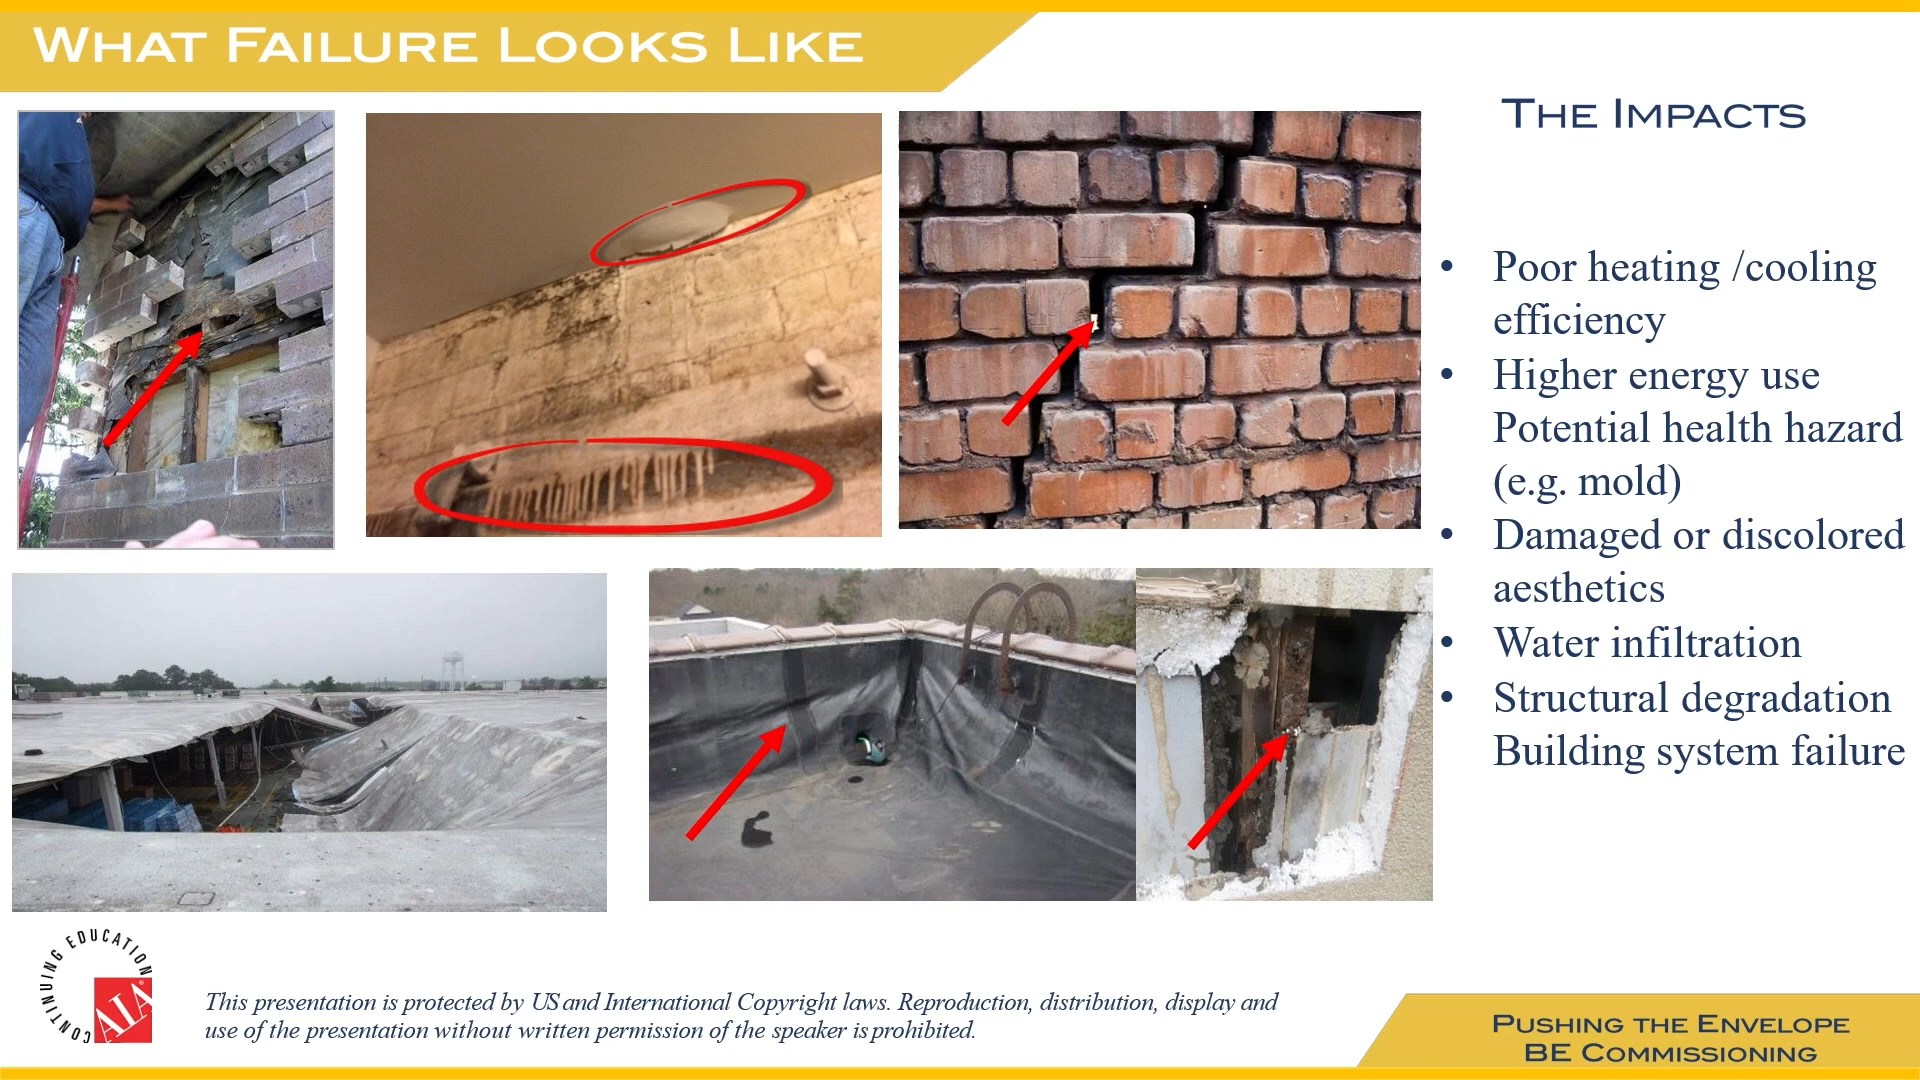 WHAT FAILURE LOOKS LIKE
THE IMPACTS
• Poor heating /cooling
efficiency
• Higher energy use
Potential health hazard
(e.g. mold)
• Damaged or discolored
aesthetics
• Water infiltration
• Structural degradation
Building system failure
CONTINUING EDUCATION
AIA
This presentation is protected by US and International Copyright laws. Reproduction, distribution, display and
use of the presentation without written permission of the speaker is prohibited.
PUSHING THE ENVELOPE
BE COMMISSIONING